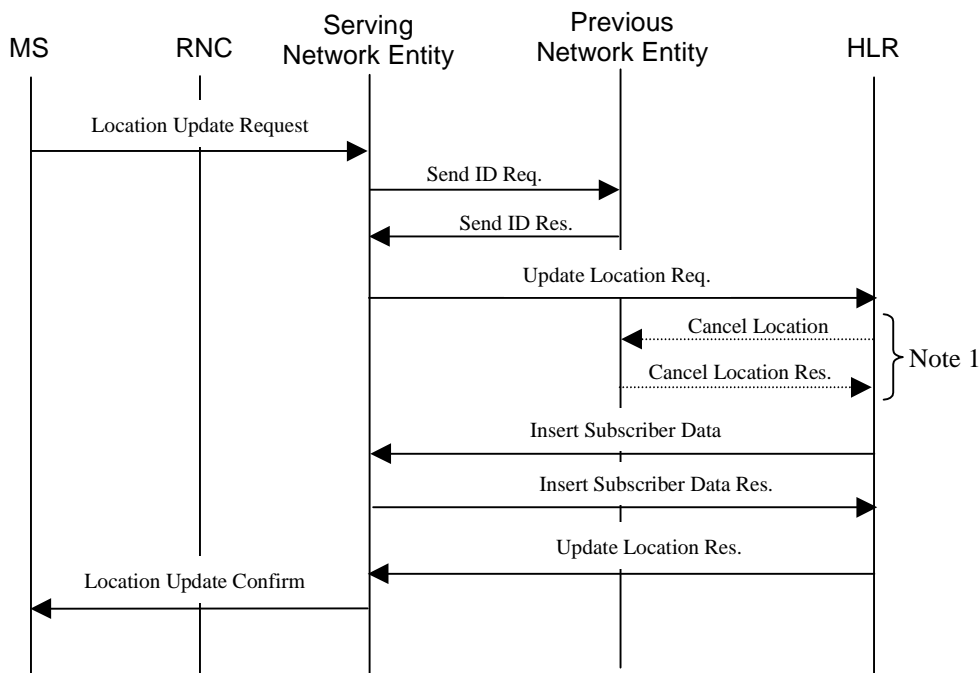 MS
RNC
Serving
Network Entity
Previous
Network Entity
HLR
Location Update Request
Send ID Req.
Send ID Res.
Update Location Req.
Cancel Location
Cancel Location Res.
Note 1
Insert Subscriber Data
Insert Subscriber Data Res.
Update Location Res.
Location Update Confirm